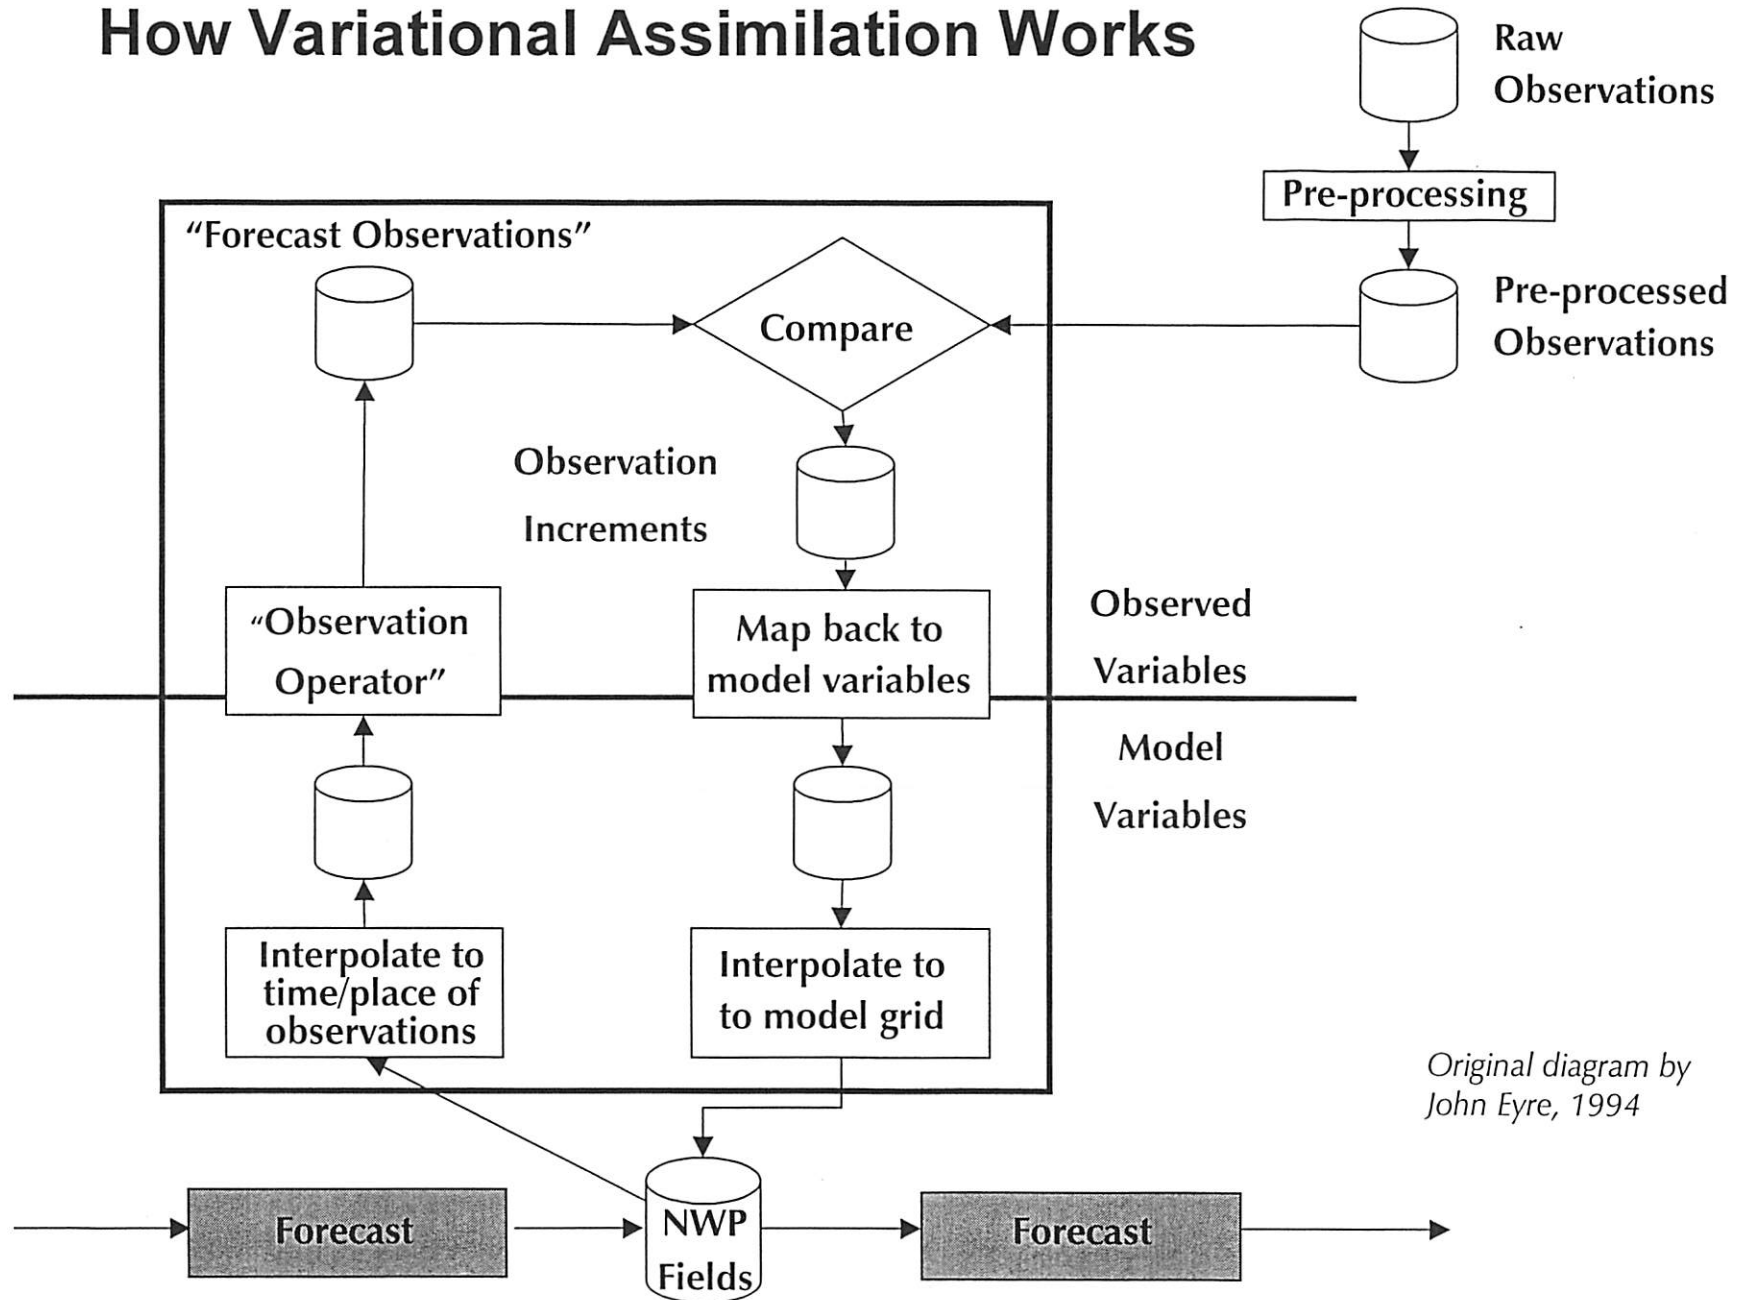 How Variational Assimilation Works
Raw
Observations
Pre-processing
Pre-processed
Observations
“Forecast Observations”
Compare
Observation
Increments
“Observation
Operator”
Map back to
model variables
Observed
Variables
Model
Variables
Interpolate to
time/place of
observations
Interpolate to
to model grid
Original diagram by
John Eyre, 1994
Forecast
NWP
Fields
Forecast